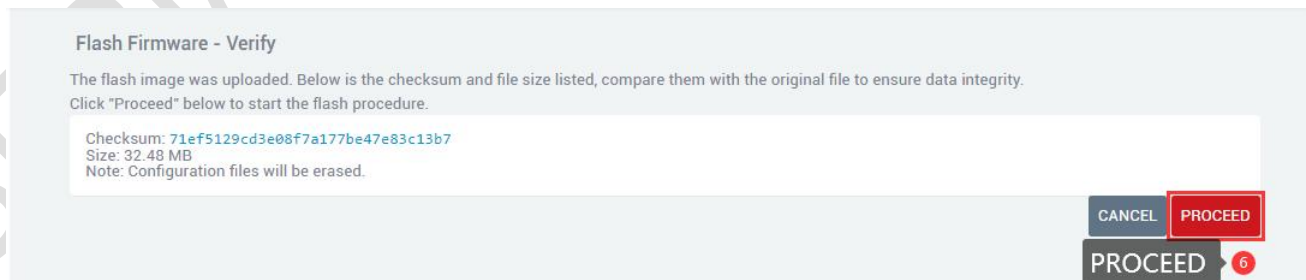 Flash Firmware - Verify
The flash image was uploaded. Below is the checksum and file size listed, compare them with the original file to ensure data integrity.
Click "Proceed" below to start the flash procedure.
Checksum: 71ef5129cd3e08f7a177be47e83c13b7
Size: 32.48 MB
Note: Configuration files will be erased.
CANCEL PROCEED
PROCEED 6